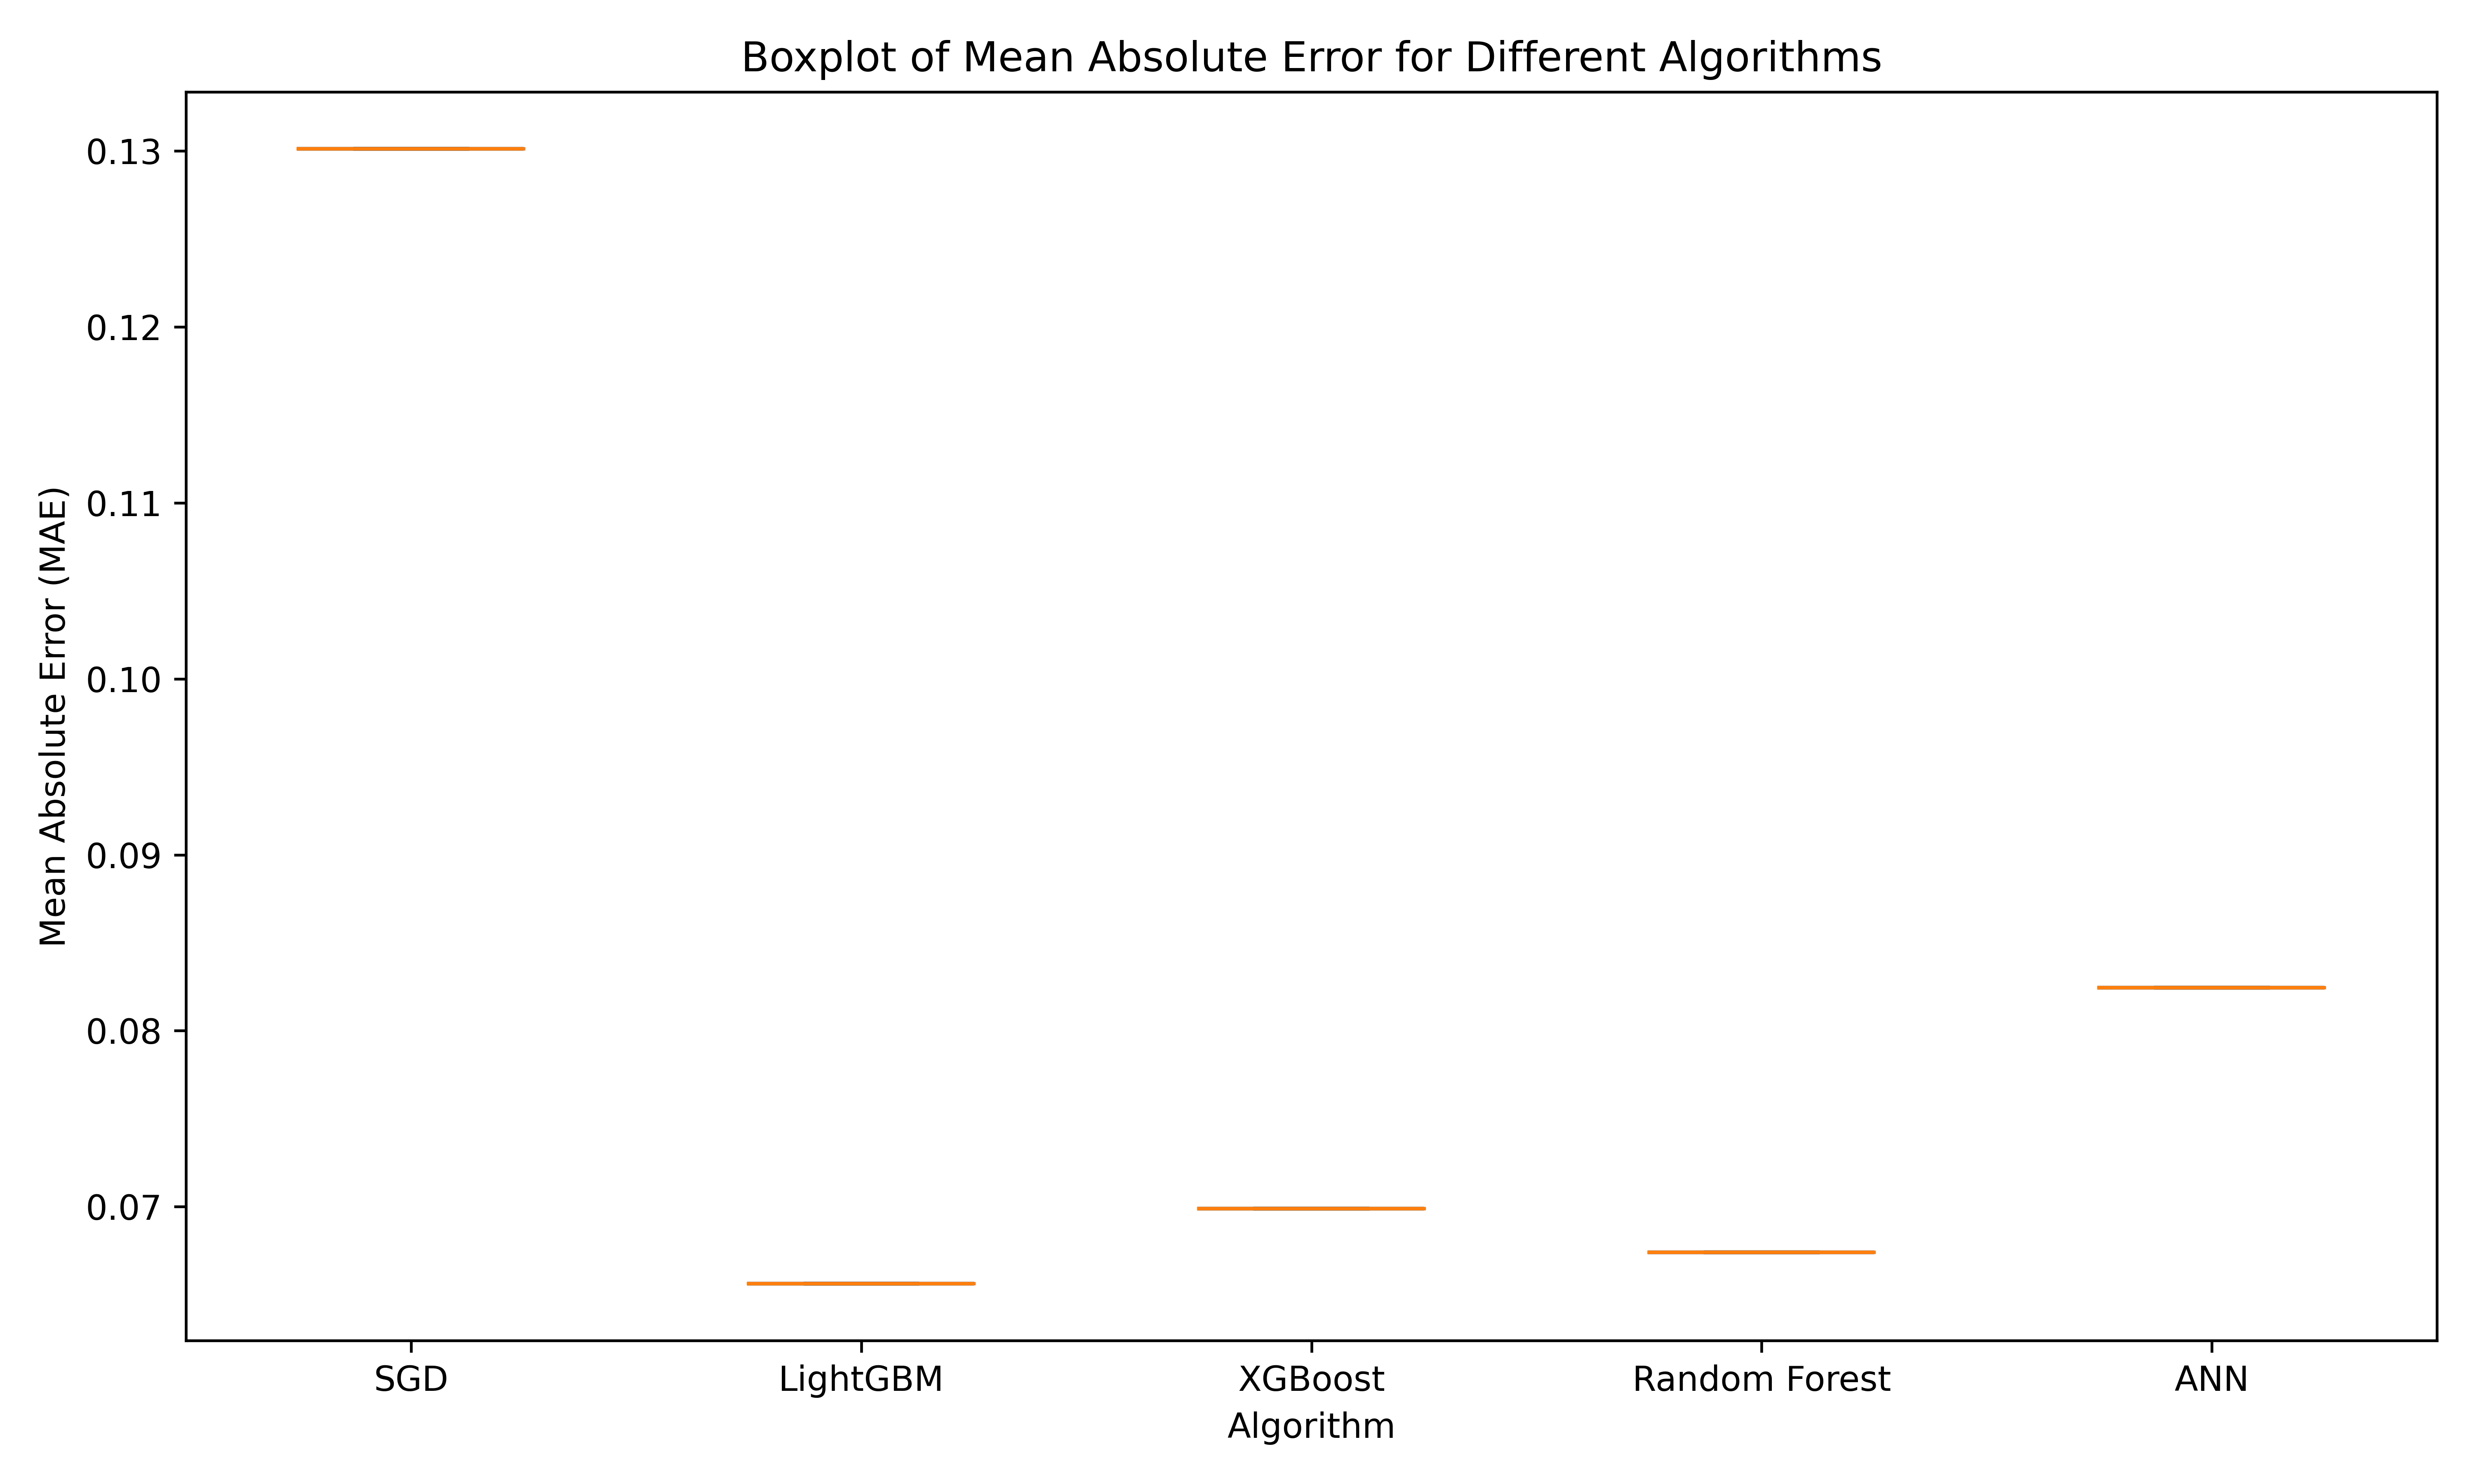 Boxplot of Mean Absolute Error for Different Algorithms
Mean Absolute Error (MAE)
0.13
0.12
0.11
0.10
0.09
0.08
0.07
SGD
LightGBM
XGBoost
Random Forest
ANN
Algorithm